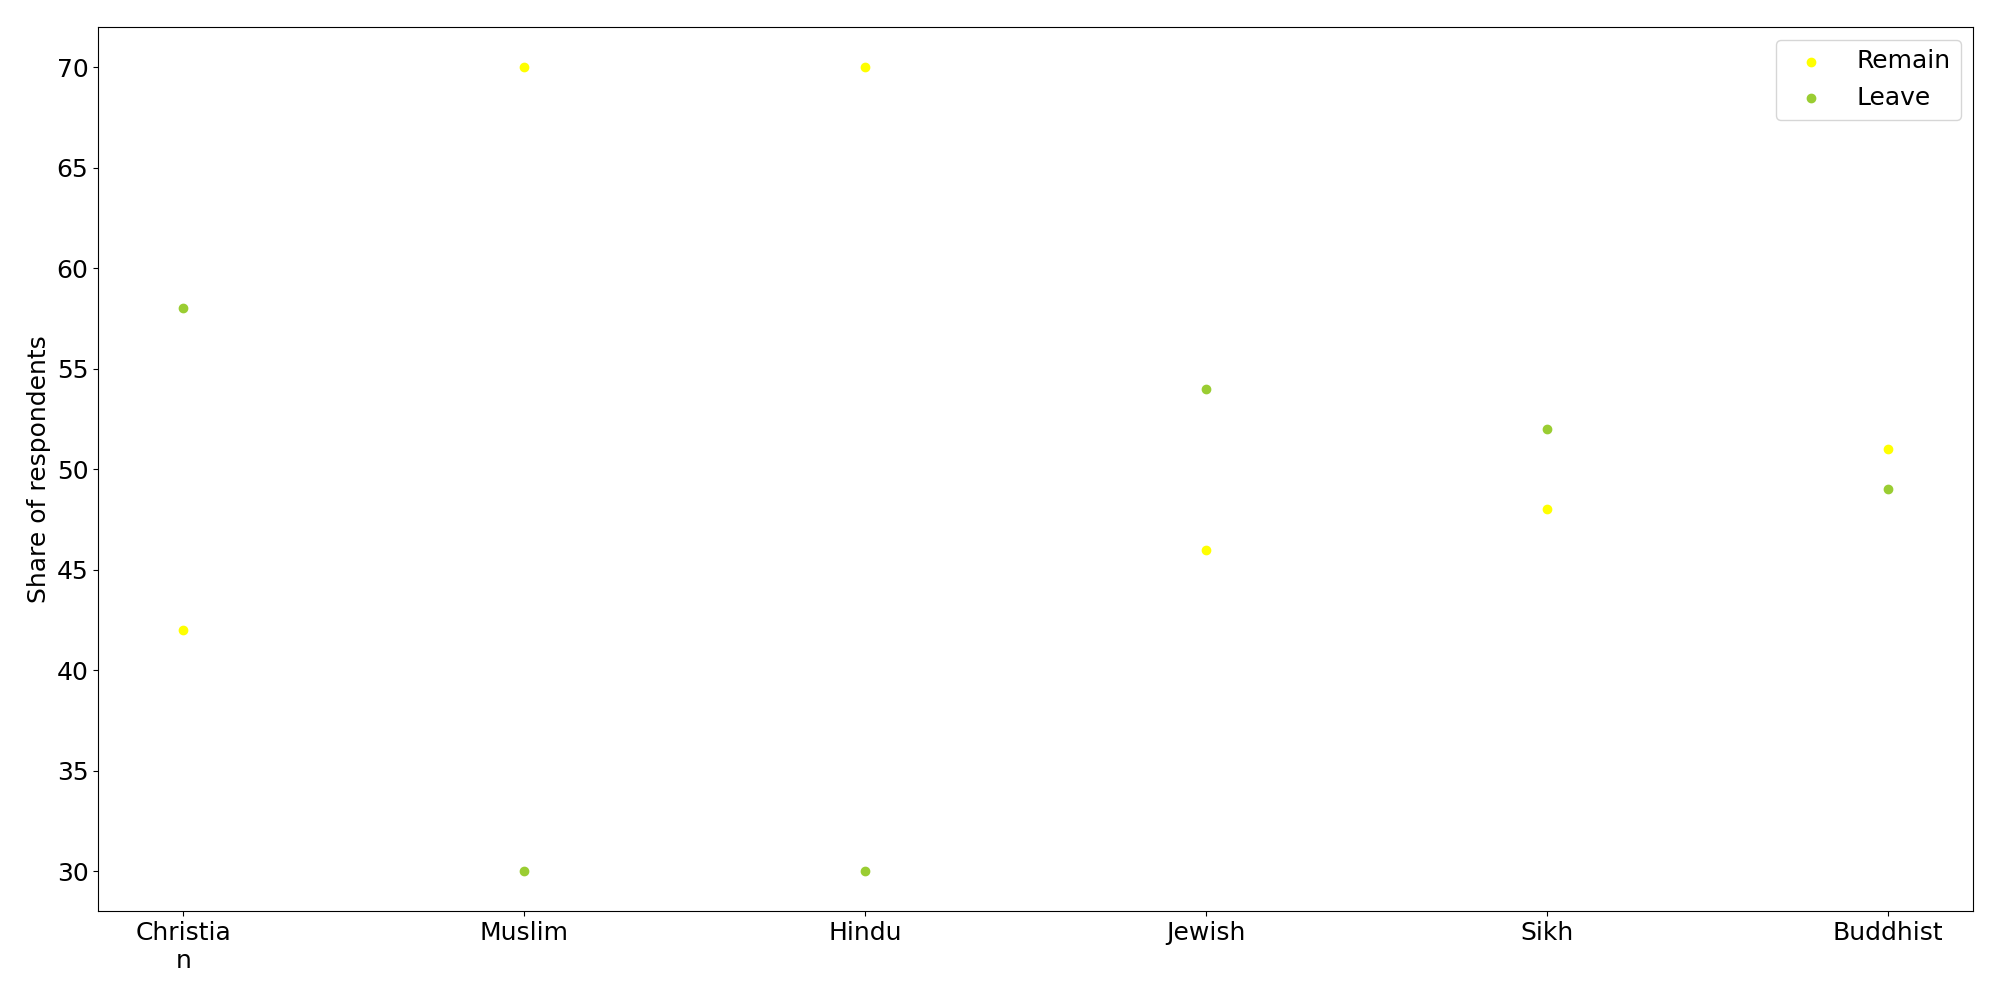 Remain
Leave
70
65
60
55
50
45
40
35
30
Share of respondents
Christia
n
Muslim
Hindu
Jewish
Sikh
Buddhist